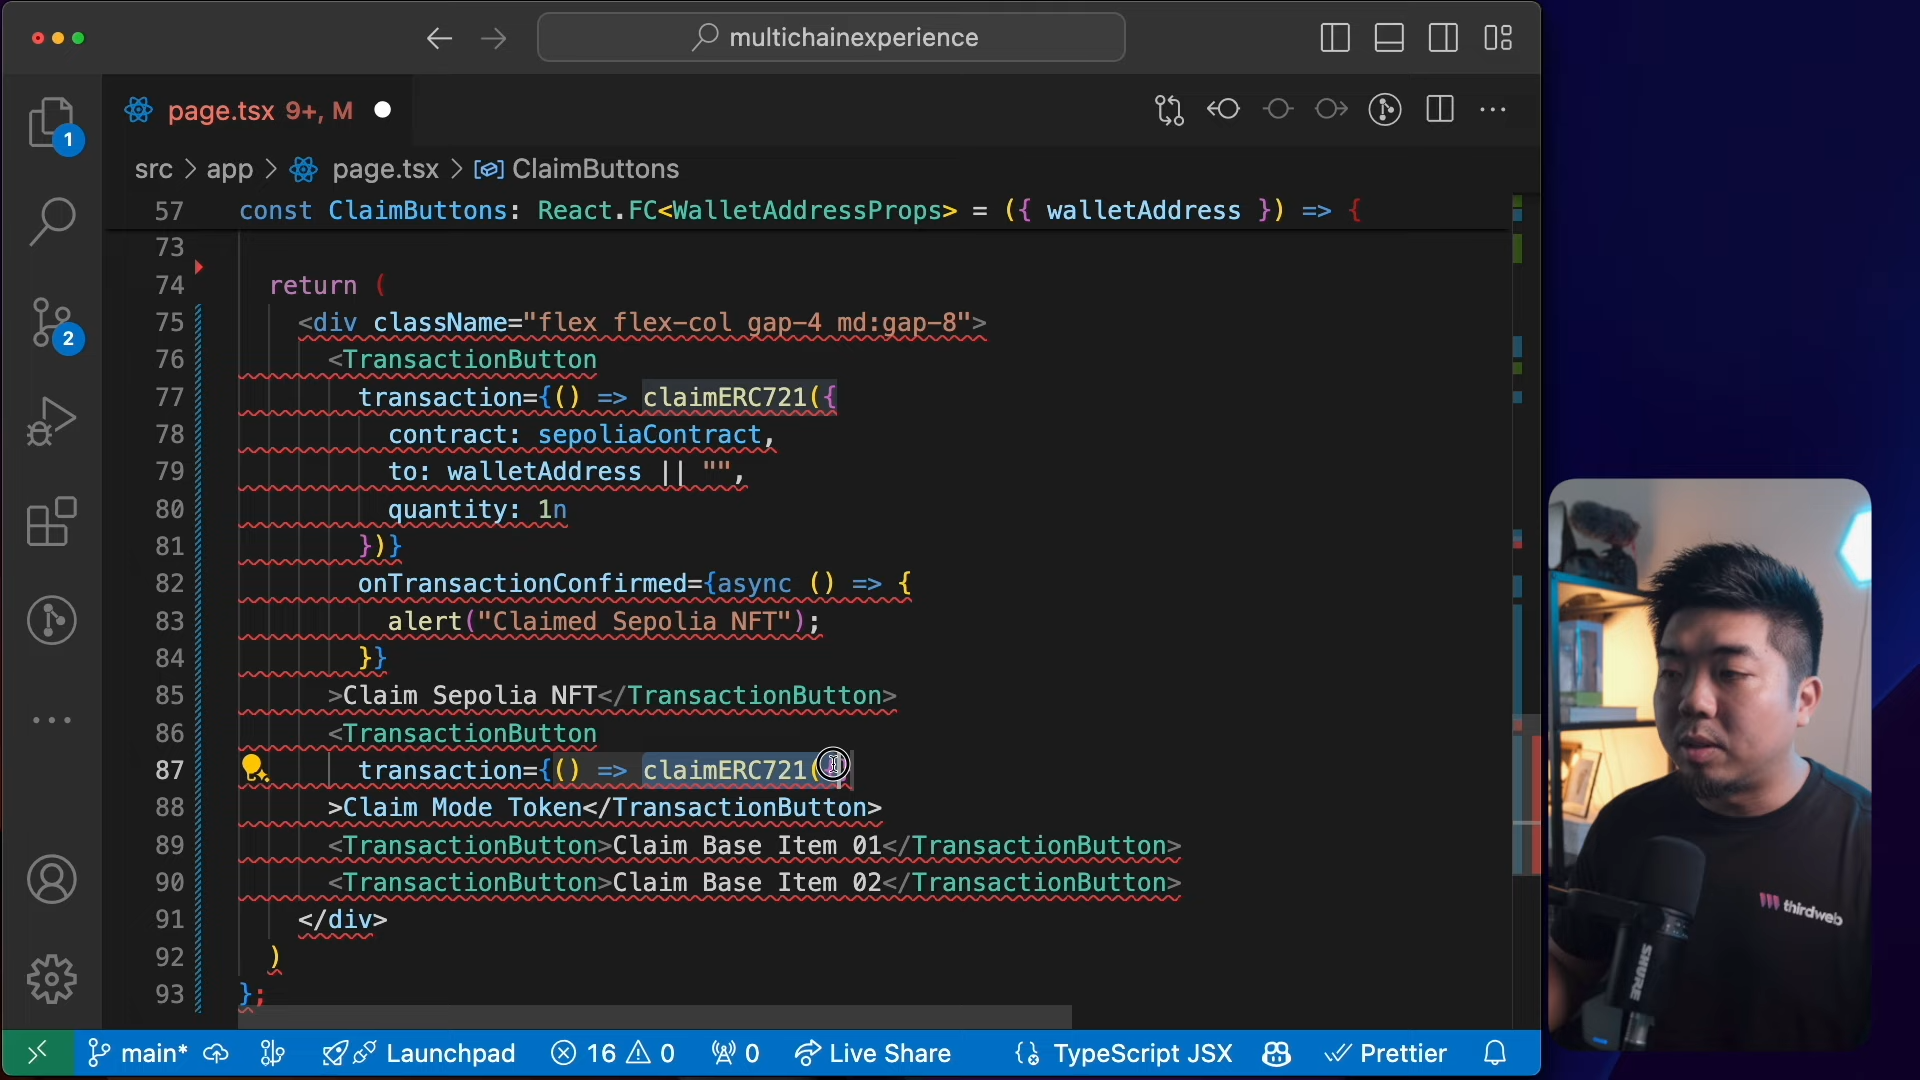 multichainexperience
page.tsx 9+, M
1
src > app > page.tsx > ClaimButtons
57 const ClaimButtons: React.FC<WalletAddressProps> = ({ walletAddress }) => {
73
74 return (
75 <div className="flex flex-col gap-4 md:gap-8">
76 <TransactionButton
77 transaction={() => claimERC721({
78 contract: sepoliaContract,
79 to: walletAddress || "",
80 quantity: 1n
81 })}
82 onTransactionConfirmed={async () => {
83 alert("Claimed Sepolia NFT");
84 }}
85 >Claim Sepolia NFT</TransactionButton>
86 <TransactionButton
87 transaction={() => claimERC721(
88 >Claim Mode Token</TransactionButton>
89 <TransactionButton>Claim Base Item 01</TransactionButton>
90 <TransactionButton>Claim Base Item 02</TransactionButton>
91 </div>
92 )
93 };
2
main* Launchpad 16 0 0 Live Share TypeScript JSX Prettier
thirdweb
SHURE